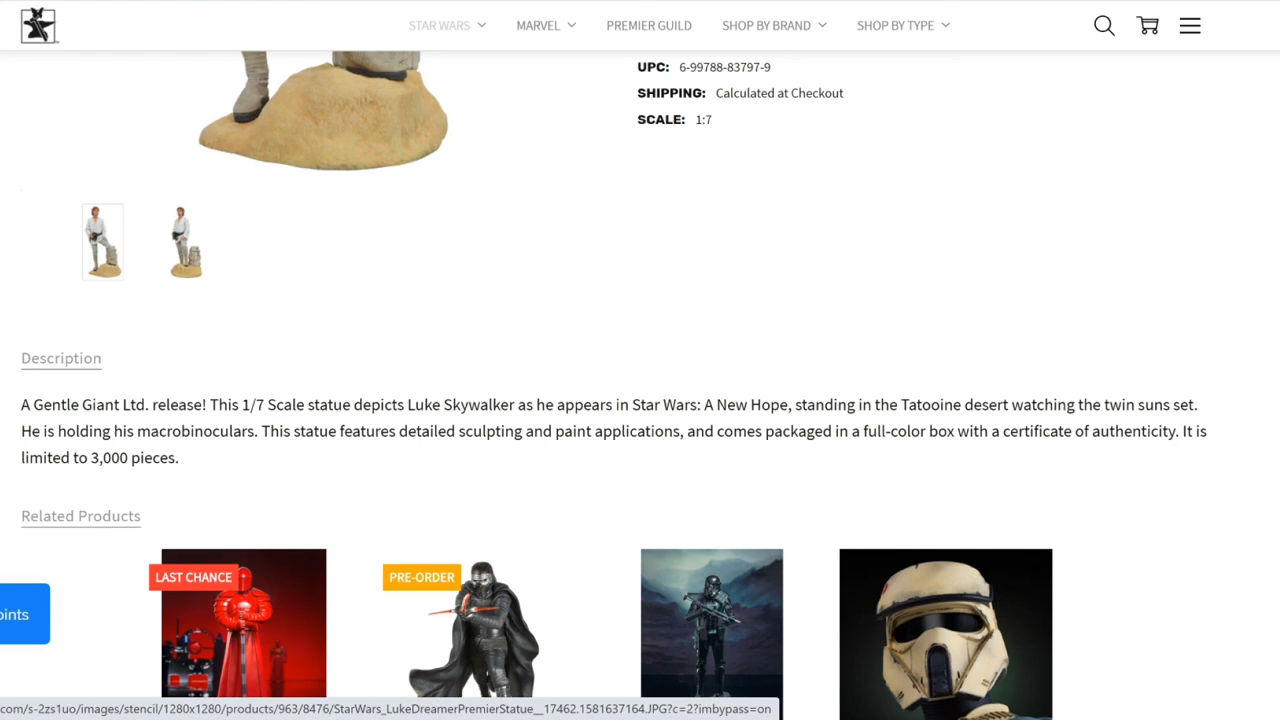 STAR WARS MARVEL PREMIER GUILD SHOP BY BRAND SHOP BY TYPE
UPC: 6-99788-83797-9
SHIPPING: Calculated at Checkout
SCALE: 1:7
Description
A Gentle Giant Ltd. release! This 1/7 Scale statue depicts Luke Skywalker as he appears in Star Wars: A New Hope, standing in the Tatooine desert watching the twin suns set.
He is holding his macrobinoculars. This statue features detailed sculpting and paint applications, and comes packaged in a full-color box with a certificate of authenticity. It is
limited to 3,000 pieces.
Related Products
LAST CHANCE PRE-ORDER
oints
com/s-2zs1uo/images/stencil/1280x1280/products/963/8476/StarWars_LukeDreamerPremierStatue__17462.1581637164.JPG?c=2?imbypass=on